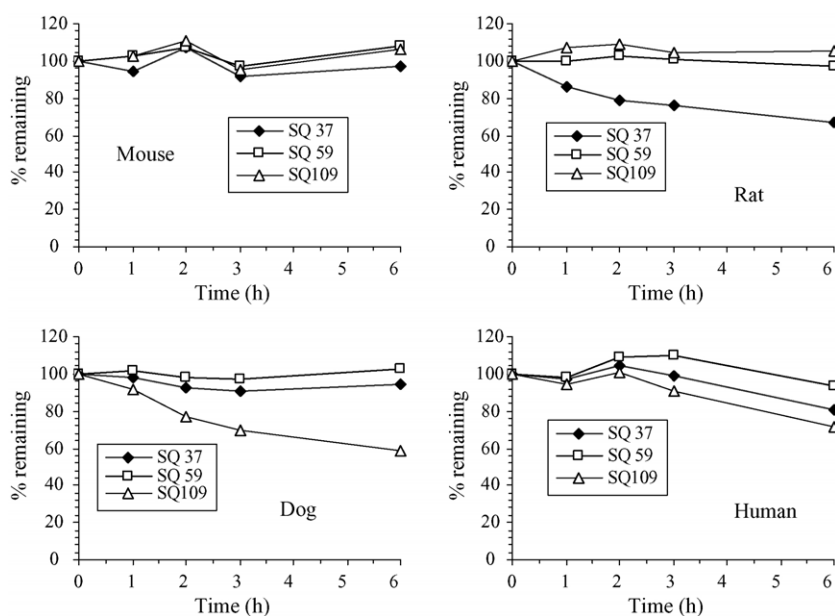 120
100
80
60
40
20
0
% remaining
Mouse
SQ 37
SQ 59
SQ109
0 1 2 3 4 5 6
Time (h)
120
100
80
60
40
20
0
% remaining
SQ 37
SQ 59
SQ109
Rat
0 1 2 3 4 5 6
Time (h)
120
100
80
60
40
20
0
% remaining
SQ 37
SQ 59
SQ109
Dog
0 1 2 3 4 5 6
Time (h)
120
100
80
60
40
20
0
% remaining
SQ 37
SQ 59
SQ109
Human
0 1 2 3 4 5 6
Time (h)